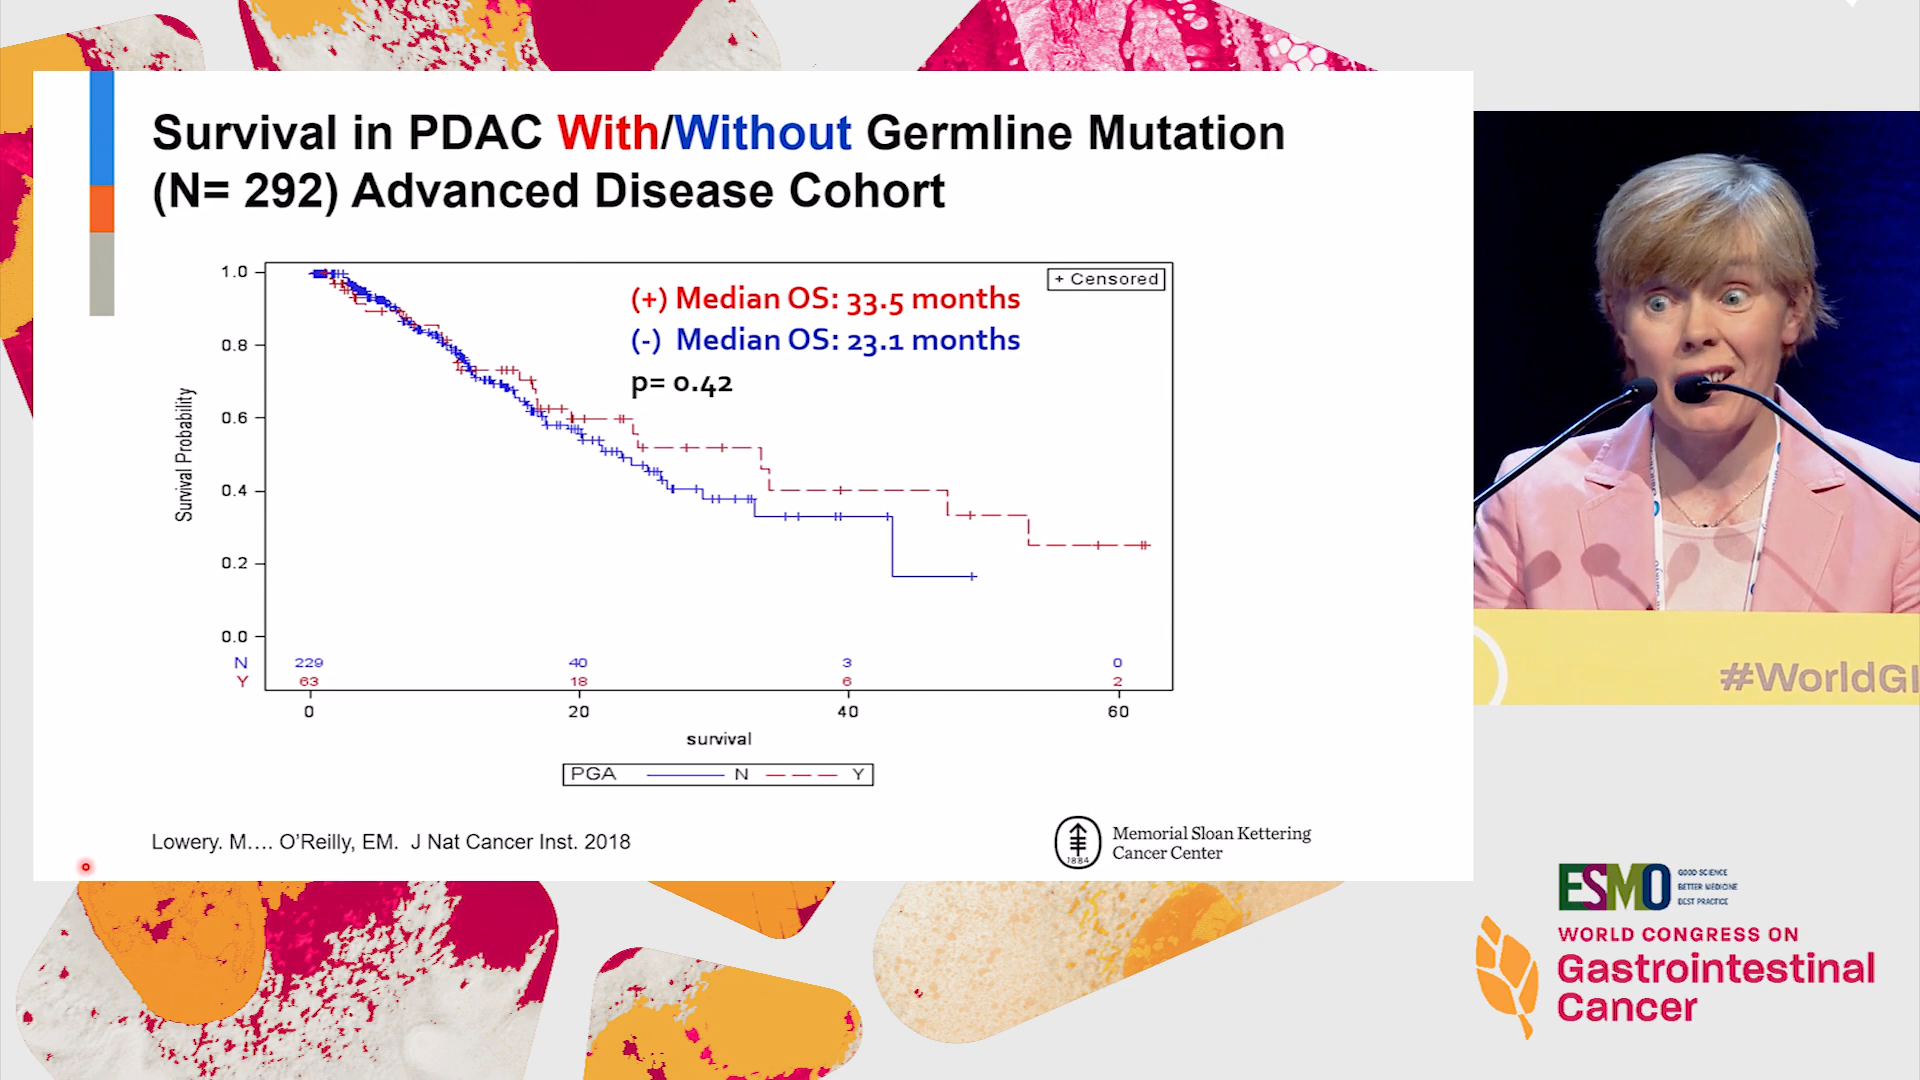 Survival in PDAC With/Without Germline Mutation
(N= 292) Advanced Disease Cohort
+ Censored
(+) Median OS: 33.5 months
(-) Median OS: 23.1 months
p= 0.42
Survival Probability
1.0
0.8
0.6
0.4
0.2
0.0
N 229 40 3 0
Y 63 18 6 2
0 20 40 60
survival
PGA N Y
Lowery. M.... O'Reilly, EM. J Nat Cancer Inst. 2018
1884
Memorial Sloan Kettering
Cancer Center
#WorldGI
ESMO
GOOD SCIENCE
BETTER MEDICINE
BEST PRACTICE
WORLD CONGRESS ON
Gastrointestinal
Cancer